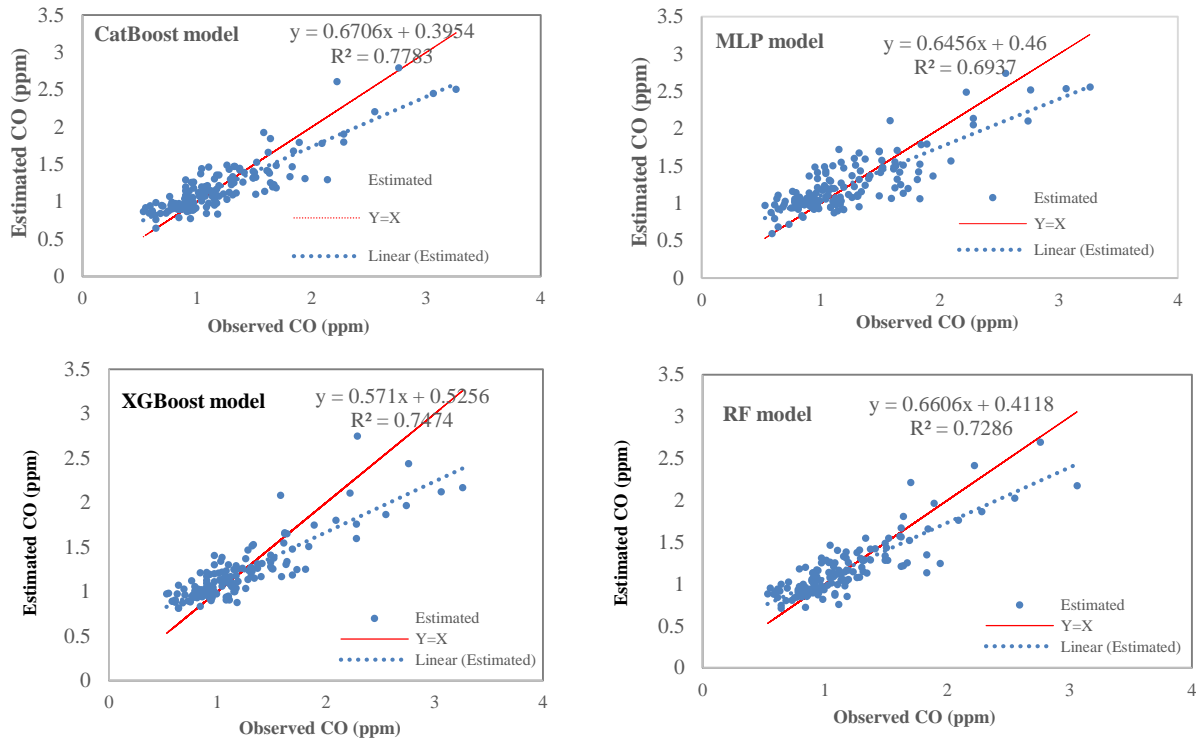 CatBoost model
y = 0.6706x + 0.3954
R² = 0.7783
Estimated CO (ppm)
3.5
3
2.5
2
1.5
1
0.5
0
Estimated
Y=X
Linear (Estimated)
0 1 2 3 4
Observed CO (ppm)
MLP model
y = 0.6456x + 0.46
R² = 0.6937
Estimated CO (ppm)
3.5
3
2.5
2
1.5
1
0.5
0
Estimated
Y=X
Linear (Estimated)
0 1 2 3 4
Observed CO (ppm)
XGBoost model
y = 0.571x + 0.5256
R² = 0.7474
Estimated CO (ppm)
3.5
3
2.5
2
1.5
1
0.5
0
Estimated
Y=X
Linear (Estimated)
0 1 2 3 4
Observed CO (ppm)
RF model
y = 0.6606x + 0.4118
R² = 0.7286
Estimated CO (ppm)
3.5
3
2.5
2
1.5
1
0.5
0
Estimated
Y=X
Linear (Estimated)
0 1 2 3 4
Observed CO (ppm)